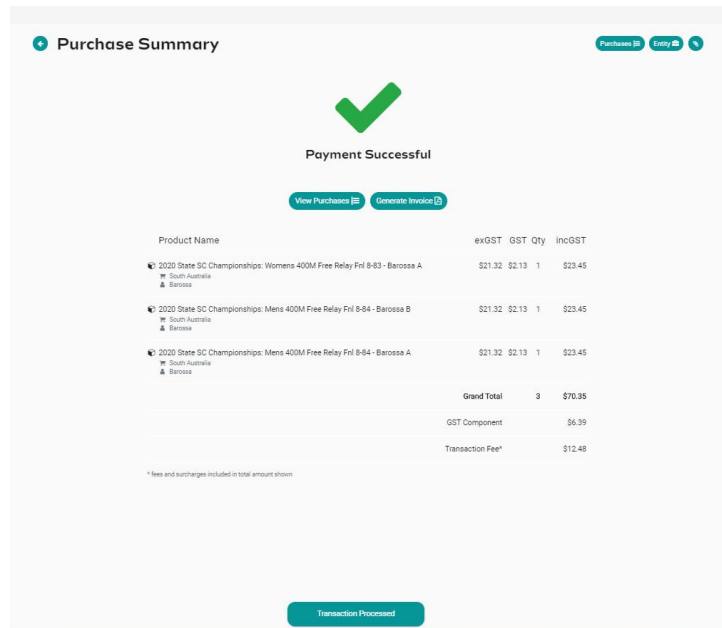 Purchase Summary
Purchases
Entity
Payment Successful
View Purchases
Generate Invoice
Product Name exGST GST Qty incGST
2020 State SC Championships: Womens 400M Free Relay Fnl 8-83 - Barossa A $21.32 $2.13 1 $23.45
South Australia
Barossa
2020 State SC Championships: Mens 400M Free Relay Fnl 8-84 - Barossa B $21.32 $2.13 1 $23.45
South Australia
Barossa
2020 State SC Championships: Mens 400M Free Relay Fnl 8-84 - Barossa A $21.32 $2.13 1 $23.45
South Australia
Barossa
Grand Total 3 $70.35
GST Component $6.39
Transaction Fee* $12.48
* fees and surcharges included in total amount shown
Transaction Processed